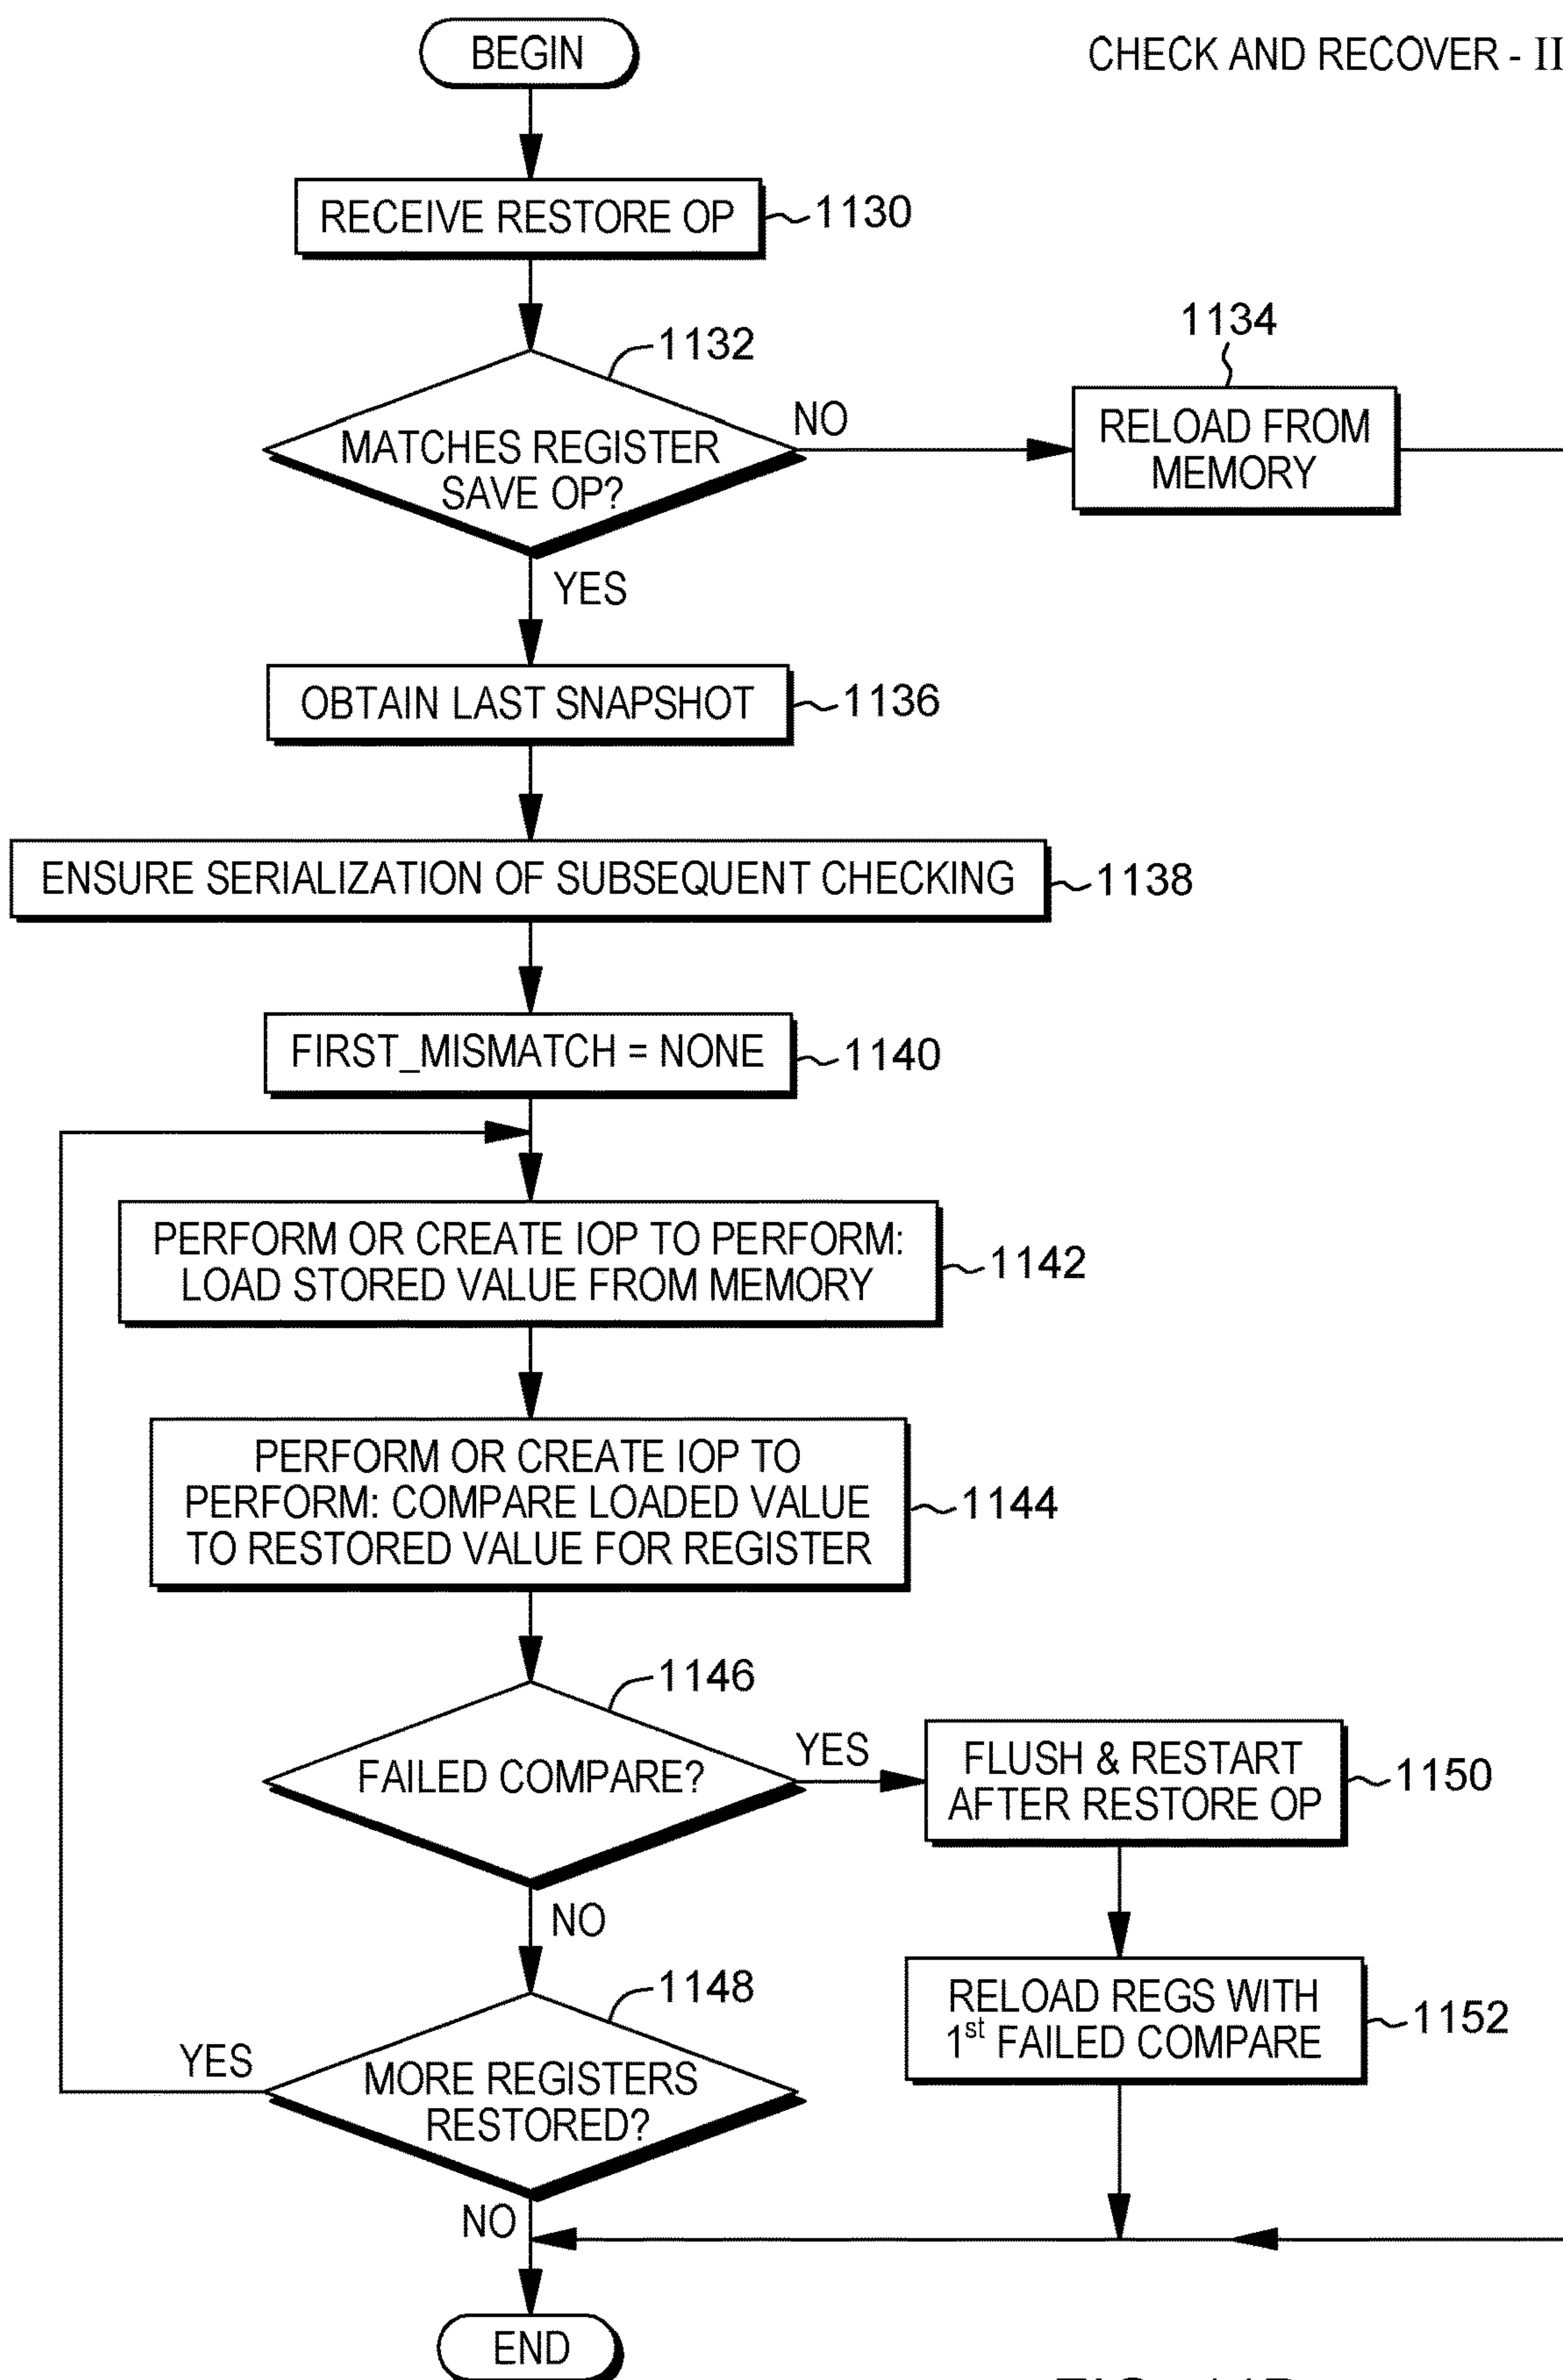 BEGIN
CHECK AND RECOVER - II
RECEIVE RESTORE OP
1130
1132
MATCHES REGISTER
SAVE OP?
NO
1134
RELOAD FROM
MEMORY
YES
OBTAIN LAST SNAPSHOT
1136
ENSURE SERIALIZATION OF SUBSEQUENT CHECKING
1138
FIRST_MISMATCH = NONE
1140
PERFORM OR CREATE IOP TO PERFORM:
LOAD STORED VALUE FROM MEMORY
1142
PERFORM OR CREATE IOP TO
PERFORM: COMPARE LOADED VALUE
TO RESTORED VALUE FOR REGISTER
1144
1146
FAILED COMPARE?
YES
FLUSH & RESTART
AFTER RESTORE OP
1150
NO
RELOAD REGS WITH
1st FAILED COMPARE
1152
1148
YES
MORE REGISTERS
RESTORED?
NO
END